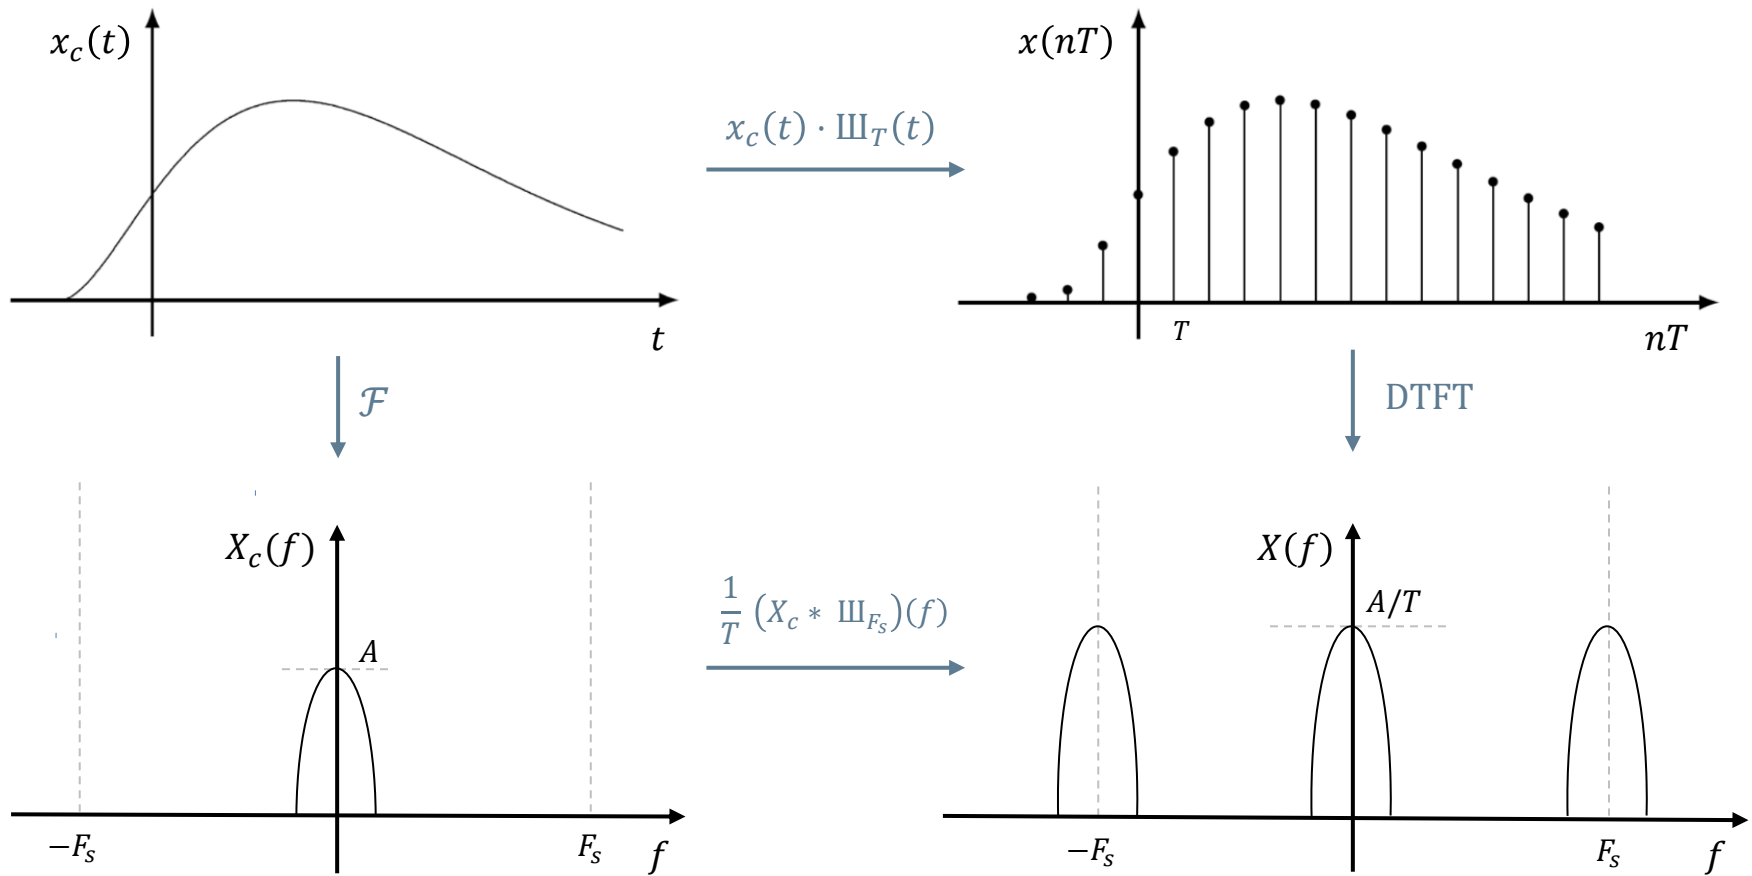 x_c(t)
x(nT)
x_c(t) · Ш_T(t)
T
t
nT
ℱ
DTFT
X_c(f)
X(f)
A
A/T
1/T (X_c ∗ Ш_{F_s})(f)
−F_s
F_s
f
−F_s
F_s
f